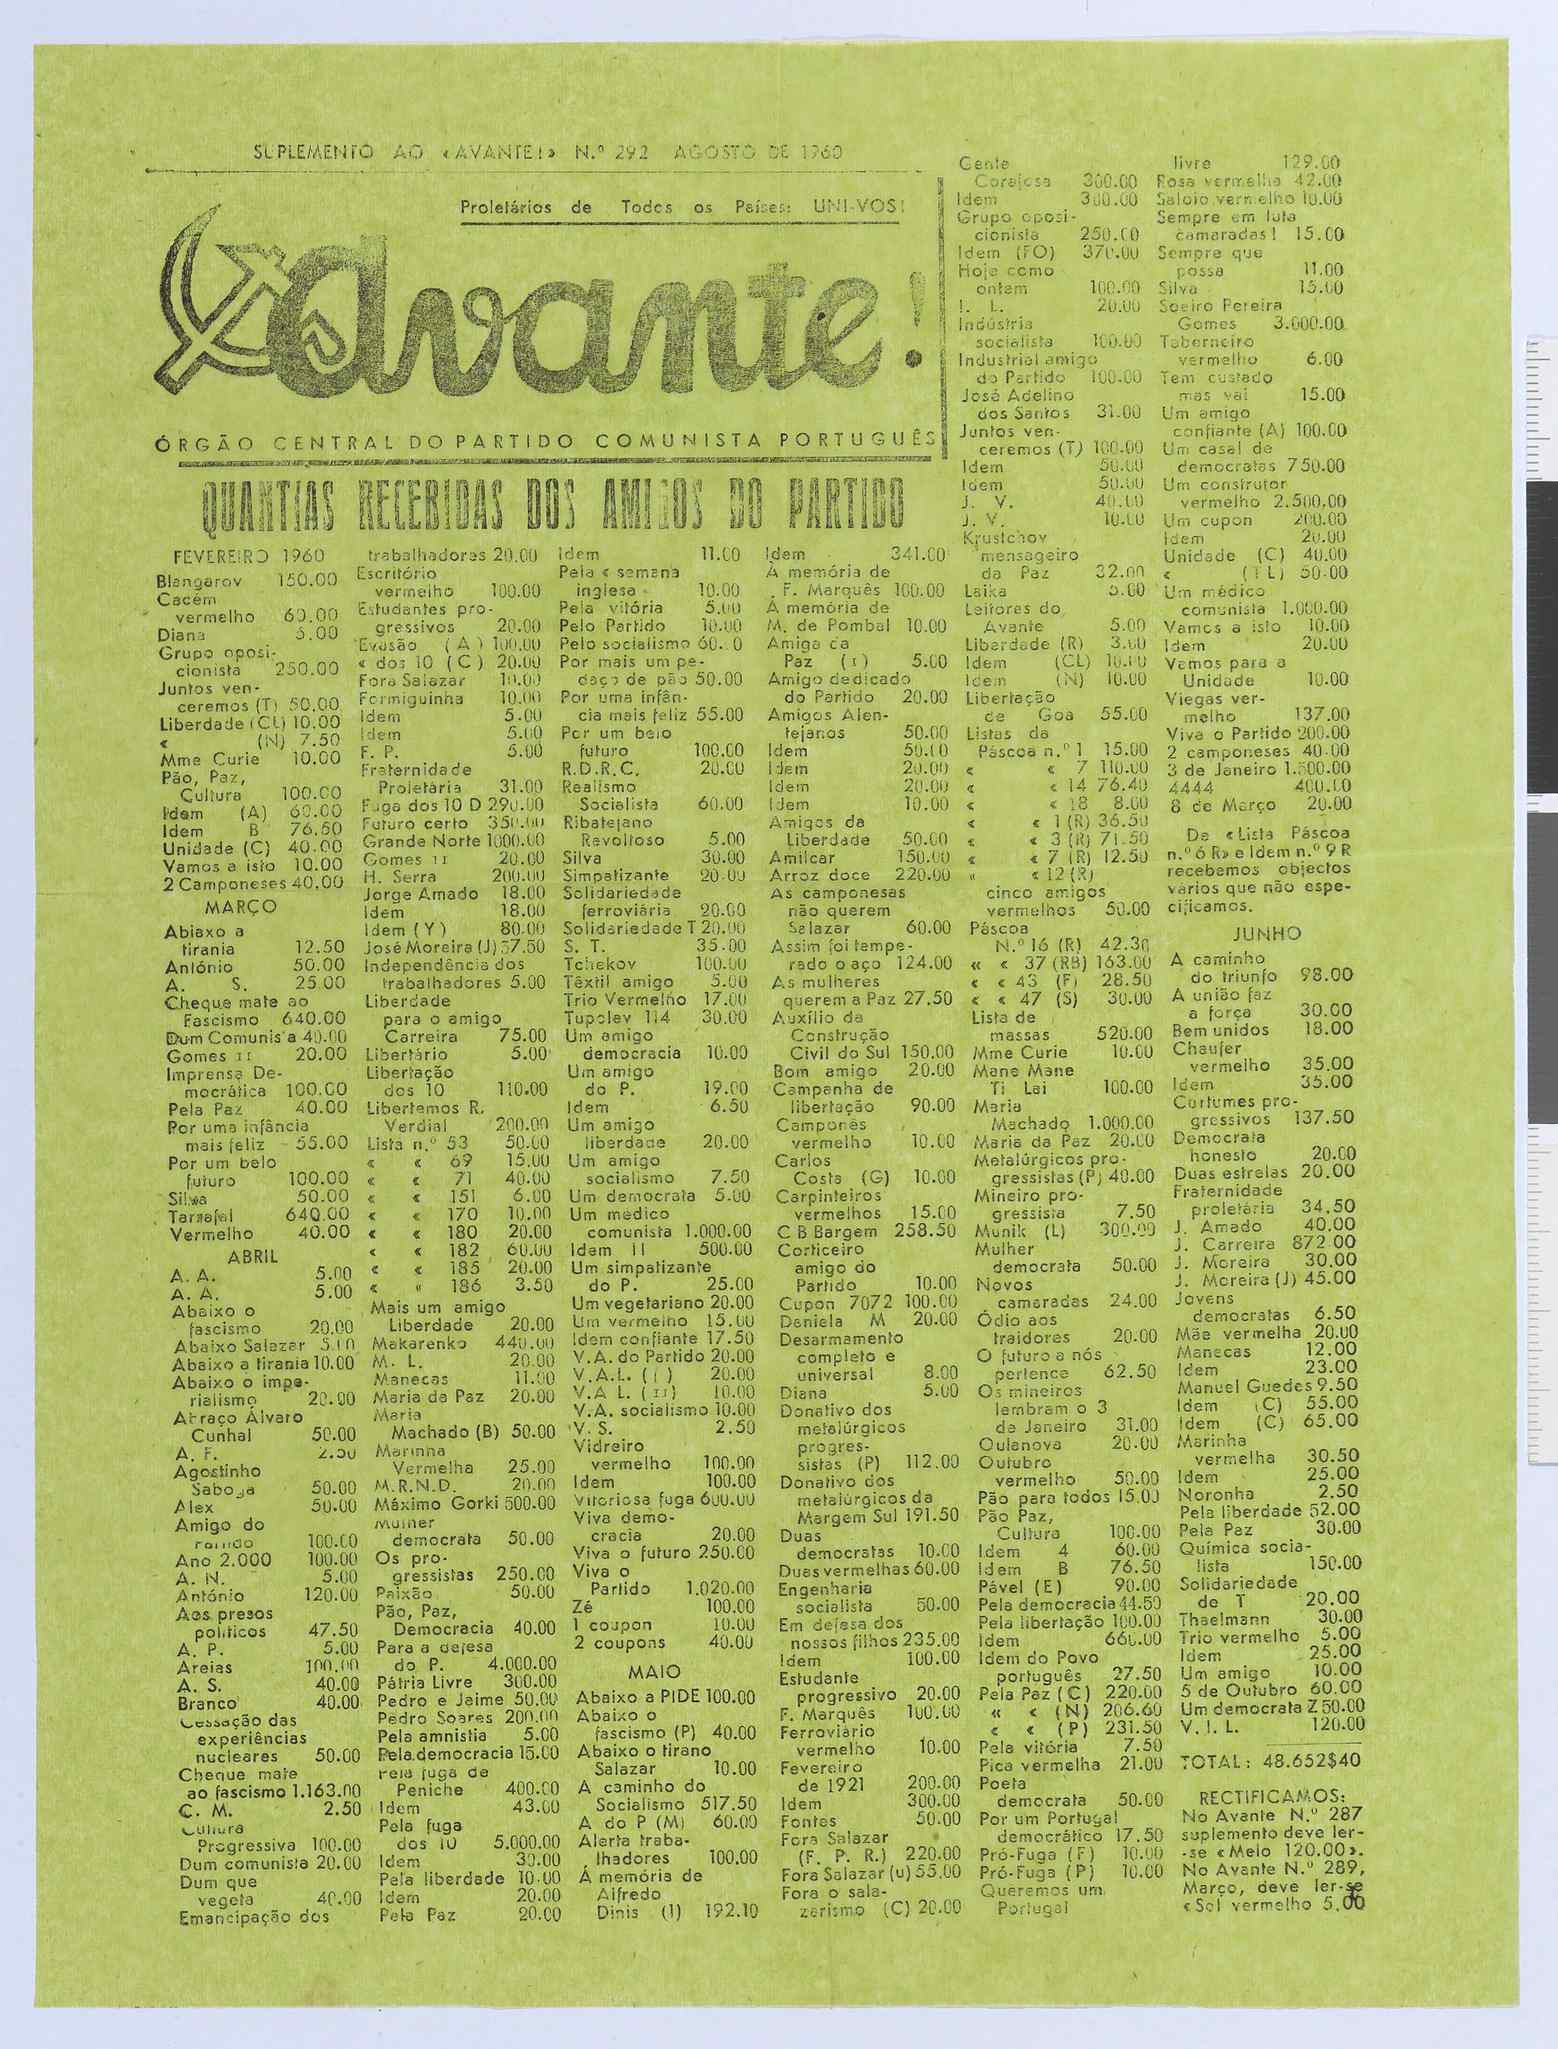 SUPLEMENTO AO «AVANTE!» N.º 292 AGOSTO DE 1960
Proletários de Todos os Países: UNI-VOS!
Avante!
ÓRGÃO CENTRAL DO PARTIDO COMUNISTA PORTUGUÊS
QUANTIAS RECEBIDAS DOS AMIGOS DO PARTIDO
FEVEREIRO 1960
Blangarov 150.00
Cacém
vermelho 60.00
Diana 5.00
Grupo oposi-
cionista 250.00
Juntos ven-
ceremos (T) 50.00
Liberdade (CL) 10.00
« (N) 7.50
Mme Curie 10.00
Pão, Paz,
Cultura 100.00
Idem (A) 60.00
Idem B 76.50
Unidade (C) 40.00
Vamos a isto 10.00
2 Camponeses 40.00
MARÇO
Abiaxo a
tirania 12.50
António 50.00
A. S. 25.00
Cheque mate ao
Fascismo 640.00
Dum Comunista 40.00
Gomes II 20.00
Imprensa De-
mocrática 100.00
Pela Paz 40.00
Por uma infância
mais feliz 55.00
Por um belo
futuro 100.00
Silva 50.00
Tarrafal 640.00
Vermelho 40.00
ABRIL
A. A. 5.00
A. A. 5.00
Abaixo o
fascismo 20.00
Abaixo Salazar 5.00
Abaixo a tirania 10.00
Abaixo o impe-
rialismo 20.00
Abraço Álvaro
Cunhal 50.00
A. F. 2.50
Agostinho
Saboga 50.00
Alex 50.00
Amigo do
Partido 100.00
Ano 2.000 100.00
A. N. 5.00
António 120.00
Aos presos
políticos 47.50
A. P. 5.00
Areias 100.00
A. S. 40.00
Branco 40.00
Cessação das
experiências
nucleares 50.00
Cheque mate
ao fascismo 1.163.00
C. M. 2.50
Cultura
Progressiva 100.00
Dum comunista 20.00
Dum que
vegeta 40.00
Emancipação dos
trabalhadores 20.00
Escritório
vermelho 100.00
Estudantes pro-
gressivos 20.00
Evasão (A) 100.00
« dos 10 (C) 20.00
Fora Salazar 10.00
Formiguinha 10.00
Idem 5.00
Idem 5.00
F. P. 5.00
Fraternidade
Proletária 31.00
Fuga dos 10 D 290.00
Futuro certo 350.00
Grande Norte 1000.00
Gomes II 20.00
H. Serra 200.00
Jorge Amado 18.00
Idem 18.00
Idem (Y) 80.00
José Moreira (J) 57.50
Independência dos
trabalhadores 5.00
Liberdade
para o amigo
Carreira 75.00
Libertário 5.00
Libertação
dos 10 110.00
Libertemos R.
Verdial 200.00
Lista n.º 53 50.00
« « 69 15.00
« « 71 40.00
« « 151 6.00
« « 170 10.00
« « 180 20.00
« « 182 60.00
« « 185 20.00
« « 186 3.50
Mais um amigo
Liberdade 20.00
Makarenko 440.00
M. L. 20.00
Manecas 11.00
Maria da Paz 20.00
Maria
Machado (B) 50.00
Marinha
Vermelha 25.00
M.R.N.D. 20.00
Máximo Gorki 500.00
Mulher
democrata 50.00
Os pro-
gressistas 250.00
Paixão 50.00
Pão, Paz,
Democracia 40.00
Para a defesa
do P. 4.000.00
Pátria Livre 300.00
Pedro e Jaime 50.00
Pedro Soares 200.00
Pela amnistia 5.00
Pela democracia 15.00
Pela fuga de
Peniche 400.00
Idem 43.00
Pela fuga
dos 10 5.000.00
Idem 30.00
Pela liberdade 10.00
Idem 20.00
Pela Paz 20.00
Idem 11.00
Pela « semana
inglesa 10.00
Pela vitória 5.00
Pelo Partido 10.00
Pelo socialismo 60.0
Por mais um pe-
daço de pão 50.00
Por uma infân-
cia mais feliz 55.00
Por um belo
futuro 100.00
R.D.R.C. 20.00
Realismo
Socialista 60.00
Ribatejano
Revoltoso 5.00
Silva 30.00
Simpatizante 20.00
Solidariedade
ferroviária 20.00
Solidariedade T 20.00
S. T. 35.00
Tchekov 100.00
Têxtil amigo 5.00
Trio Vermelho 17.00
Tupolev 114 30.00
Um amigo
democracia 10.00
Um amigo
do P. 19.00
Idem 6.50
Um amigo
liberdade 20.00
Um amigo
socialismo 7.50
Um democrata 5.00
Um médico
comunista 1.000.00
Idem II 500.00
Um simpatizante
do P. 25.00
Um vegetariano 20.00
Um vermelho 15.00
Idem confiante 17.50
V.A. do Partido 20.00
V.A.L. (I) 20.00
V.A L. (II) 10.00
V.A. socialismo 10.00
V. S. 2.50
Vidreiro
vermelho 100.00
Idem 100.00
Vitoriosa fuga 600.00
Viva demo-
cracia 20.00
Viva o futuro 250.00
Viva o
Partido 1.020.00
Zé 100.00
1 coupon 10.00
2 coupons 40.00
MAIO
Abaixo a PIDE 100.00
Abaixo o
fascismo (P) 40.00
Abaixo o tirano
Salazar 10.00
A caminho do
Socialismo 517.50
A do P (M) 60.00
Alerta traba-
lhadores 100.00
À memória de
Alfredo
Dinis (I) 192.10
Idem 341.00
À memória de
F. Marquês 100.00
À memória de
M. de Pombal 10.00
Amiga da
Paz (I) 5.00
Amigo dedicado
do Partido 20.00
Amigos Alen-
tejanos 50.00
Idem 50.00
Idem 20.00
Idem 20.00
Idem 10.00
Amigos da
Liberdade 50.00
Amilcar 150.00
Arroz doce 220.00
As camponesas
não querem
Salazar 60.00
Assim foi tempe-
rado o aço 124.00
As mulheres
querem a Paz 27.50
Auxílio da
Construção
Civil do Sul 150.00
Bom amigo 20.00
Campanha de
libertação 90.00
Camponês
vermelho 10.00
Carlos
Costa (G) 10.00
Carpinteiros
vermelhos 15.00
C B Bargem 258.50
Corticeiro
amigo do
Partido 10.00
Cupon 7072 100.00
Daniela M 20.00
Desarmamento
completo e
universal 8.00
Diana 5.00
Donativo dos
metalúrgicos
progres-
sistas (P) 112.00
Donativo dos
metalúrgicos da
Margem Sul 191.50
Duas
democratas 10.00
Duas vermelhas 60.00
Engenharia
socialista 50.00
Em defesa dos
nossos filhos 235.00
Idem 100.00
Estudante
progressivo 20.00
F. Marquês 100.00
Ferroviário
vermelho 10.00
Fevereiro
de 1921 200.00
Idem 300.00
Fontes 50.00
Fora Salazar
(F. P. R.) 220.00
Fora Salazar (u) 55.00
Fora o sala-
zarismo (C) 20.00
Gente
Corajosa 300.00
Idem 300.00
Grupo oposi-
cionista 250.00
Idem (FO) 370.00
Hoje como
ontem 100.00
I. L. 20.00
Indústria
socialista 100.00
Industrial amigo
do Partido 100.00
José Adelino
dos Santos 31.00
Juntos ven-
ceremos (T) 100.00
Idem 50.00
Idem 50.00
J. V. 40.00
J. V. 10.00
Krustchov
mensageiro
da Paz 32.00
Laika 5.00
Leitores do
Avante 5.00
Liberdade (R) 3.00
Idem (CL) 10.00
Idem (N) 10.00
Libertação
de Goa 55.00
Listas da
Páscoa n.º 1 15.00
« « 7 110.00
« « 14 76.40
« « 18 8.00
« « 1 (R) 36.50
« « 3 (R) 71.50
« « 7 (R) 12.50
« « 12 (R)
cinco amigos
vermelhos 50.00
Páscoa
N.º 16 (R) 42.30
« « 37 (RB) 163.00
« « 43 (F) 28.50
« « 47 (S) 30.00
Lista de
massas 520.00
Mme Curie 10.00
Mane Mane
Ti Lai 100.00
Maria
Machado 1.000.00
Maria da Paz 20.00
Metalúrgicos pro-
gressistas (P) 40.00
Mineiro pro-
gressista 7.50
Munik (L) 300.00
Mulher
democrata 50.00
Novos
camaradas 24.00
Ódio aos
traidores 20.00
O futuro a nós
pertence 62.50
Os mineiros
lembram o 3
de Janeiro 31.00
Oulanova 20.00
Outubro
vermelho 50.00
Pão para todos 15.00
Pão Paz,
Cultura 100.00
Idem 4 60.00
Idem B 76.50
Pável (E) 90.00
Pela democracia 44.50
Pela libertação 100.00
Idem 660.00
Idem do Povo
português 27.50
Pela Paz (C) 220.00
« « (N) 206.60
« « (P) 231.50
Pela vitória 7.50
Pica vermelha 21.00
Poeta
democrata 50.00
Por um Portugal
democrático 17.50
Pró-Fuga (F) 10.00
Pró-Fuga (P) 10.00
Queremos um
Portugal
livre 129.00
Rosa vermelha 42.00
Saloio vermelho 10.00
Sempre em luta
camaradas! 15.00
Sempre que
possa 11.00
Silva 15.00
Soeiro Pereira
Gomes 3.000.00
Taberneiro
vermelho 6.00
Tem custado
mas vai 15.00
Um amigo
confiante (A) 100.00
Um casal de
democratas 750.00
Um construtor
vermelho 2.500.00
Um cupon 200.00
Idem 20.00
Unidade (C) 40.00
« (T L) 50.00
Um médico
comunista 1.000.00
Vamos a isto 10.00
Idem 20.00
Vamos para a
Unidade 10.00
Viegas ver-
melho 137.00
Viva o Partido 200.00
2 camponeses 40.00
3 de Janeiro 1.500.00
4444 400.00
8 de Março 20.00
De «Lista Páscoa
n.º 6 R» e Idem n.º 9 R
recebemos objectos
vários que não espe-
cificamos.
JUNHO
A caminho
do triunfo 98.00
A união faz
a força 30.00
Bem unidos 18.00
Chaufer
vermelho 35.00
Idem 35.00
Curtumes pro-
gressivos 137.50
Democrata
honesto 20.00
Duas estrelas 20.00
Fraternidade
proletária 34.50
J. Amado 40.00
J. Carreira 872.00
J. Moreira 30.00
J. Moreira (J) 45.00
Jovens
democratas 6.50
Mãe vermelha 20.00
Manecas 12.00
Idem 23.00
Manuel Guedes 9.50
Idem (C) 55.00
Idem (C) 65.00
Marinha
vermelha 30.50
Idem 25.00
Noronha 2.50
Pela liberdade 52.00
Pela Paz 30.00
Química socia-
lista 150.00
Solidariedade
de T 20.00
Thaelmann 30.00
Trio vermelho 5.00
Idem 25.00
Um amigo 10.00
5 de Outubro 60.00
Um democrata Z 50.00
V. I. L. 120.00
TOTAL: 48.652$40
RECTIFICAMOS:
No Avante N.º 287
suplemento deve ler-
-se «Melo 120.00».
No Avante N.º 289,
Março, deve ler-se
«Sol vermelho 5.00